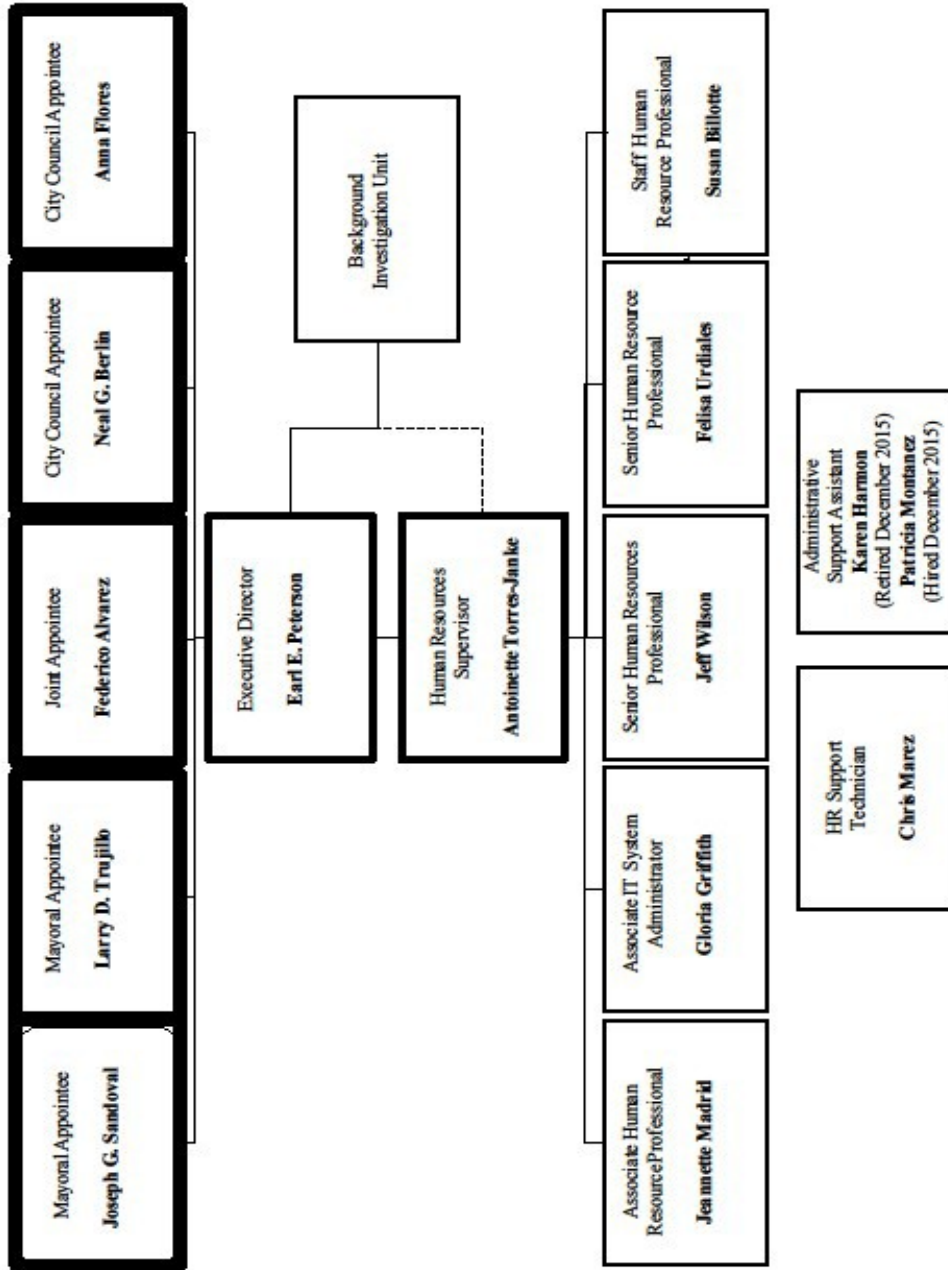 Mayoral Appointee
Joseph G. Sandoval
Mayoral Appointee
Larry D. Trujillo
Joint Appointee
Federico Alvarez
City Council Appointee
Neal G. Berlin
City Council Appointee
Anna Flores
Executive Director
Earl E. Peterson
Background
Investigation Unit
Human Resources
Supervisor
Antoinette Torres-Janke
Associate Human
Resource Professional
Jeannette Madrid
Associate IT System
Administrator
Gloria Griffith
Senior Human Resources
Professional
Jeff Wilson
Senior Human Resource
Professional
Felisa Urdiales
Staff Human
Resource Professional
Susan Billotte
HR Support
Technician
Chris Marez
Administrative
Support Assistant
Karen Harmon
(Retired December 2015)
Patricia Montanez
(Hired December 2015)